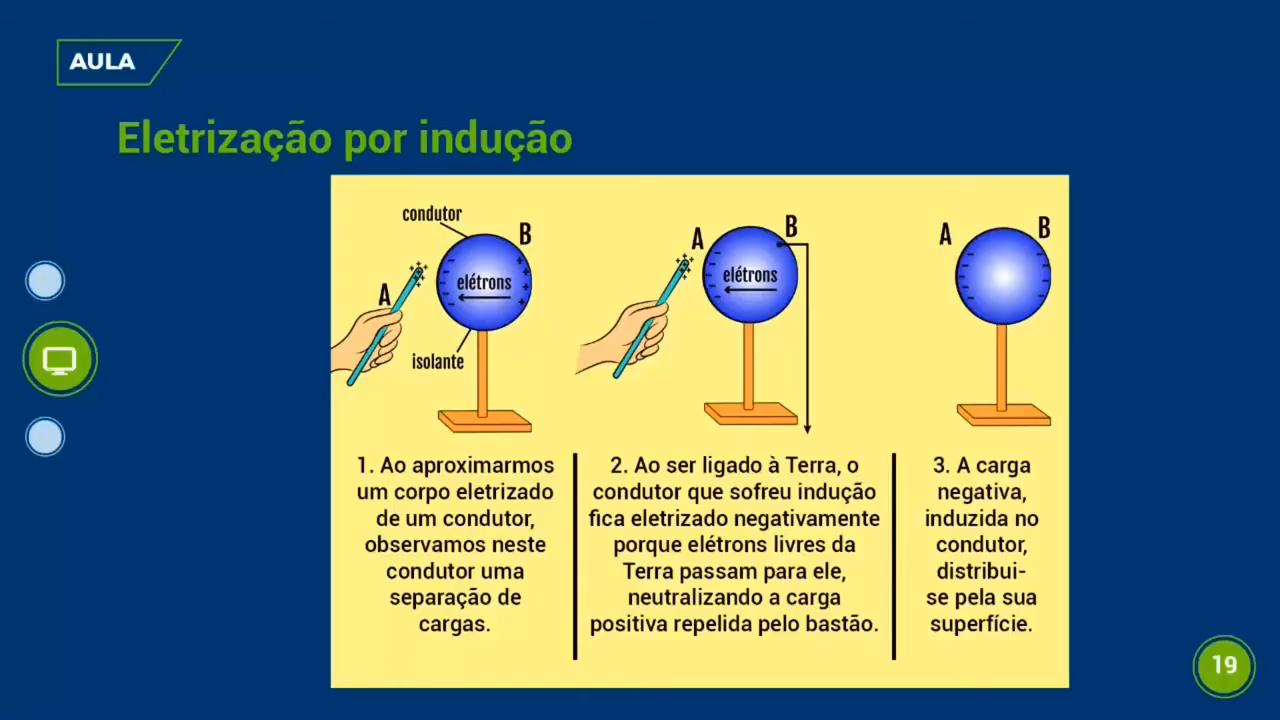 AULA
Eletrização por indução
condutor
B
elétrons
A
isolante
A
B
elétrons
A
B
1. Ao aproximarmos
um corpo eletrizado
de um condutor,
observamos neste
condutor uma
separação de
cargas.
2. Ao ser ligado à Terra, o
condutor que sofreu indução
fica eletrizado negativamente
porque elétrons livres da
Terra passam para ele,
neutralizando a carga
positiva repelida pelo bastão.
3. A carga
negativa,
induzida no
condutor,
distribui-
se pela sua
superfície.
19